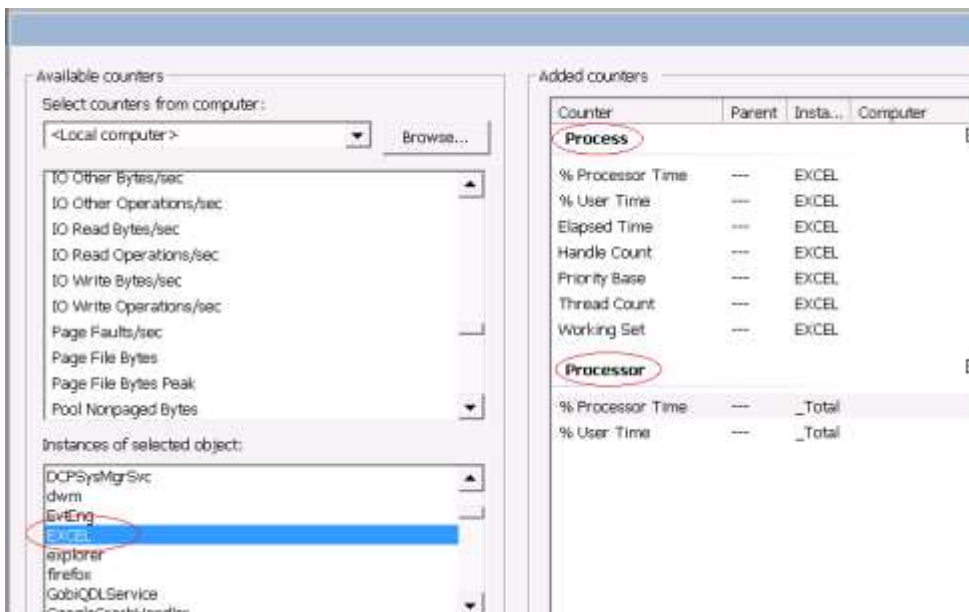 Available counters
Select counters from computer:
<Local computer>
Browse...
IO Other Bytes/sec
IO Other Operations/sec
IO Read Bytes/sec
IO Read Operations/sec
IO Write Bytes/sec
IO Write Operations/sec
Page Faults/sec
Page File Bytes
Page File Bytes Peak
Pool Nonpaged Bytes
Instances of selected object:
DCPSysMgrSvc
dwm
EvtEng
EXCEL
explorer
firefox
GobiQDLService
GoogleCrashHandler
Added counters
Counter Parent Insta... Computer
Process
% Processor Time --- EXCEL
% User Time --- EXCEL
Elapsed Time --- EXCEL
Handle Count --- EXCEL
Priority Base --- EXCEL
Thread Count --- EXCEL
Working Set --- EXCEL
Processor
% Processor Time --- _Total
% User Time --- _Total